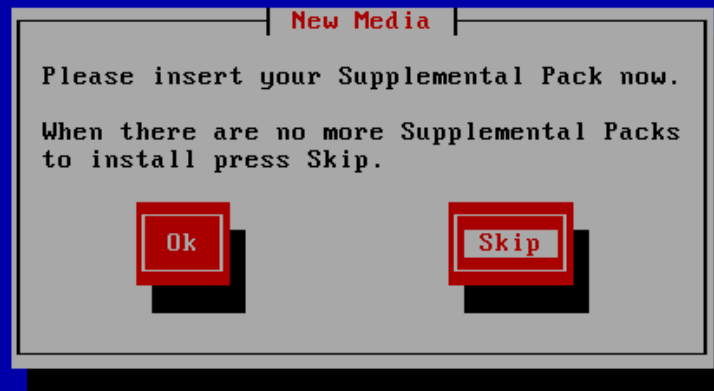 New Media
Please insert your Supplemental Pack now.
When there are no more Supplemental Packs
to install press Skip.
Ok
Skip